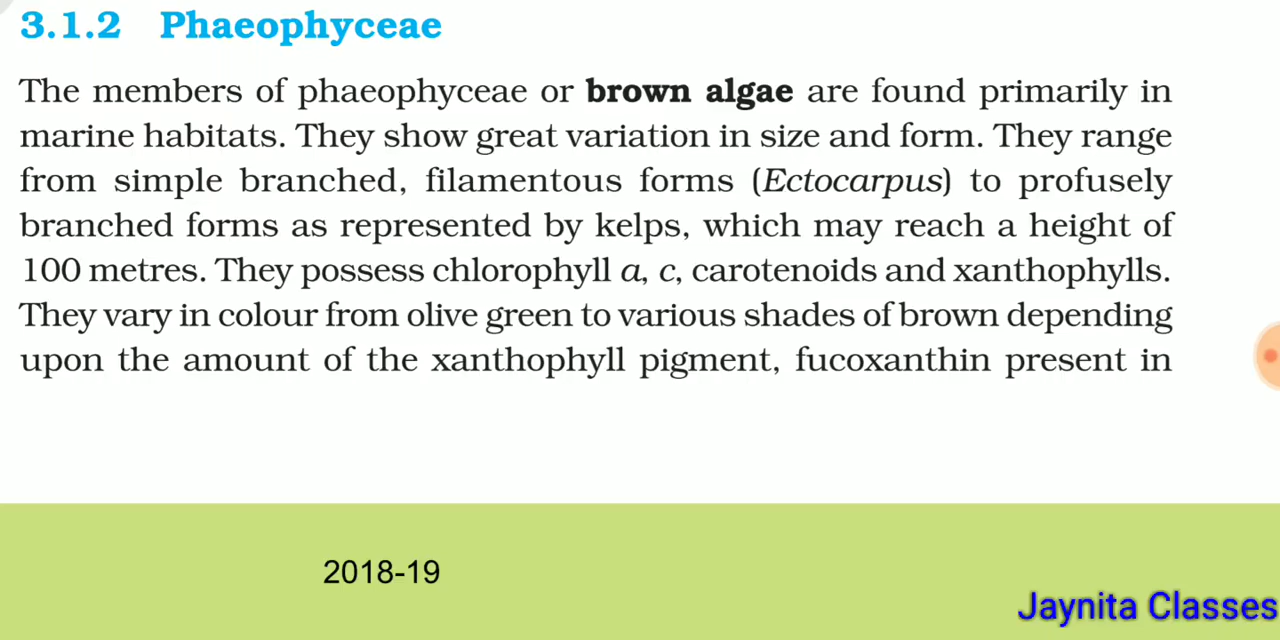 3.1.2 Phaeophyceae
The members of phaeophyceae or brown algae are found primarily in
marine habitats. They show great variation in size and form. They range
from simple branched, filamentous forms (Ectocarpus) to profusely
branched forms as represented by kelps, which may reach a height of
100 metres. They possess chlorophyll a, c, carotenoids and xanthophylls.
They vary in colour from olive green to various shades of brown depending
upon the amount of the xanthophyll pigment, fucoxanthin present in
2018-19
Jaynita Classes